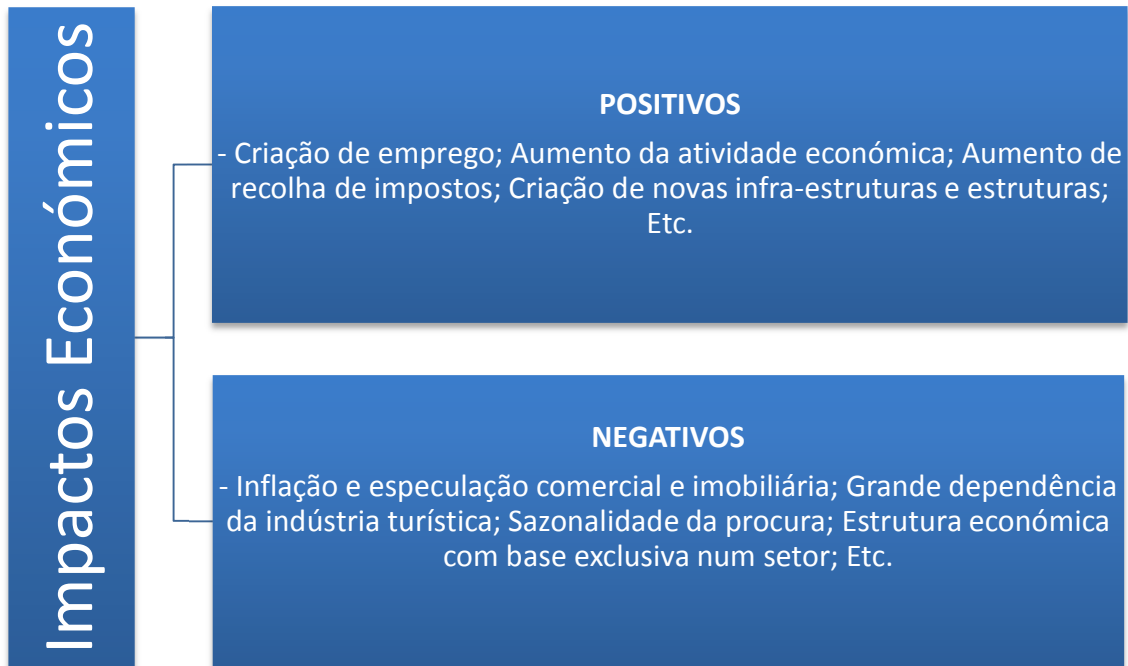 Impactos Económicos
POSITIVOS
- Criação de emprego; Aumento da atividade económica; Aumento de
recolha de impostos; Criação de novas infra-estruturas e estruturas;
Etc.
NEGATIVOS
- Inflação e especulação comercial e imobiliária; Grande dependência
da indústria turística; Sazonalidade da procura; Estrutura económica
com base exclusiva num setor; Etc.